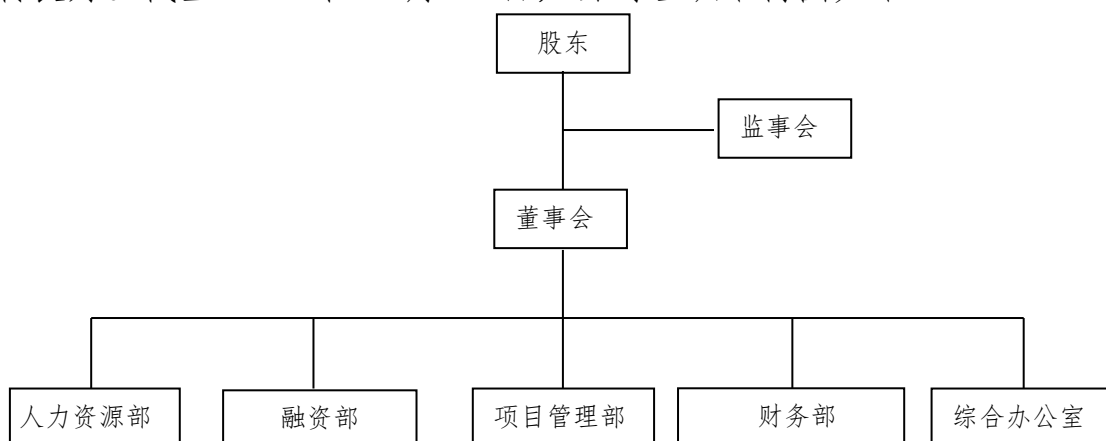 股东
监事会
董事会
人力资源部 融资部 项目管理部 财务部 综合办公室